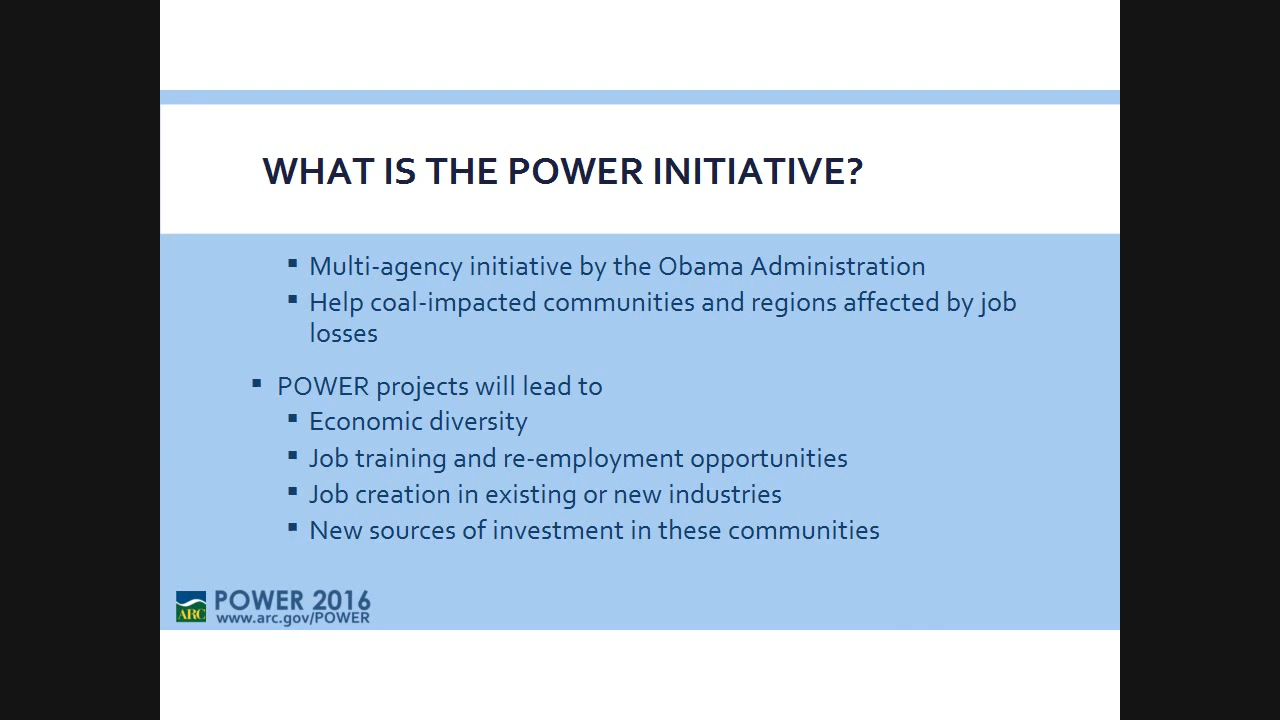 WHAT IS THE POWER INITIATIVE?
▪ Multi-agency initiative by the Obama Administration
▪ Help coal-impacted communities and regions affected by job
losses
▪ POWER projects will lead to
▪ Economic diversity
▪ Job training and re-employment opportunities
▪ Job creation in existing or new industries
▪ New sources of investment in these communities
ARC
POWER 2016
www.arc.gov/POWER